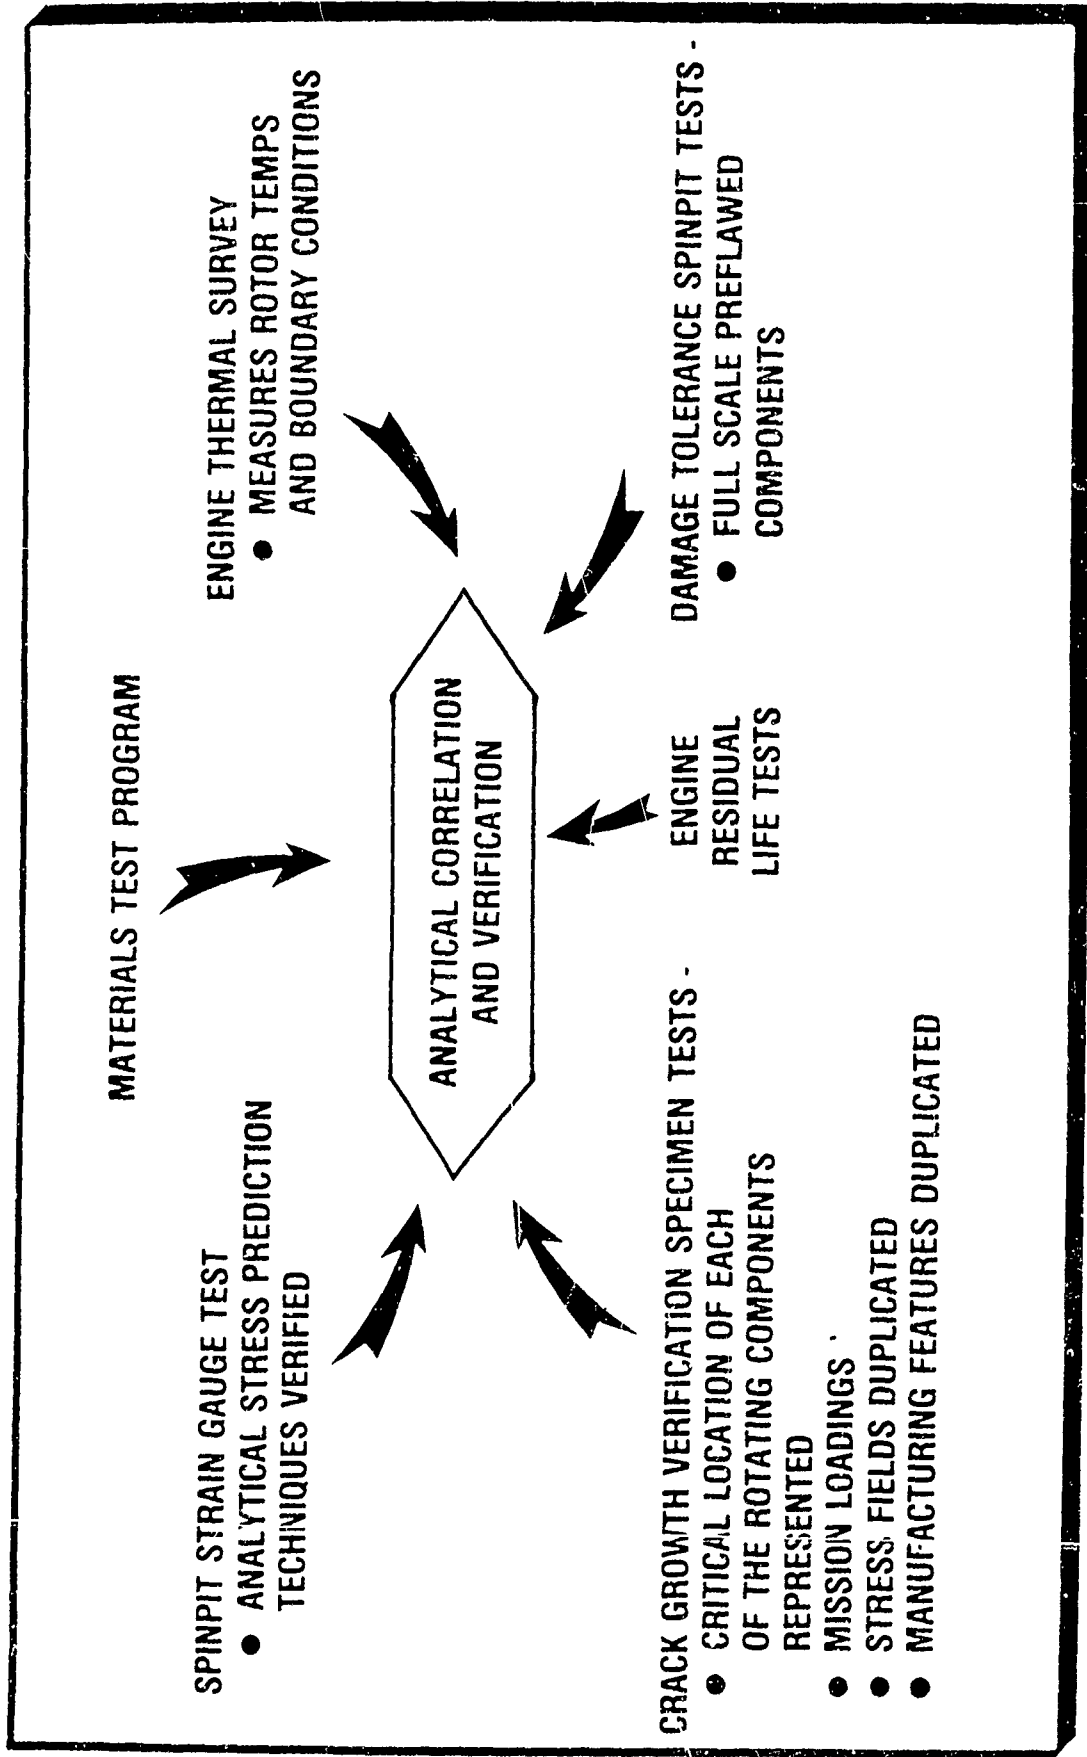 MATERIALS TEST PROGRAM
SPINPIT STRAIN GAUGE TEST
● ANALYTICAL STRESS PREDICTION
TECHNIQUES VERIFIED
ENGINE THERMAL SURVEY
● MEASURES ROTOR TEMPS
AND BOUNDARY CONDITIONS
ANALYTICAL CORRELATION
AND VERIFICATION
CRACK GROWTH VERIFICATION SPECIMEN TESTS -
● CRITICAL LOCATION OF EACH
OF THE ROTATING COMPONENTS
REPRESENTED
● MISSION LOADINGS
● STRESS FIELDS DUPLICATED
● MANUFACTURING FEATURES DUPLICATED
ENGINE
RESIDUAL
LIFE TESTS
DAMAGE TOLERANCE SPINPIT TESTS -
● FULL SCALE PREFLAWED
COMPONENTS